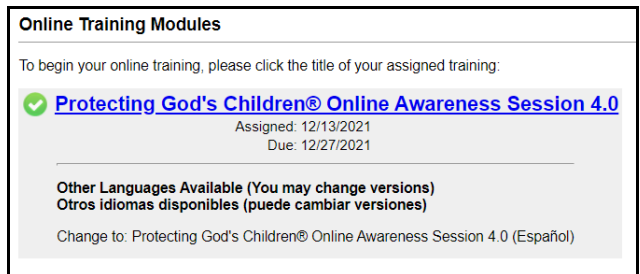 Online Training Modules
To begin your online training, please click the title of your assigned training:
Protecting God's Children® Online Awareness Session 4.0
Assigned: 12/13/2021
Due: 12/27/2021
Other Languages Available (You may change versions)
Otros idiomas disponibles (puede cambiar versiones)
Change to: Protecting God's Children® Online Awareness Session 4.0 (Español)